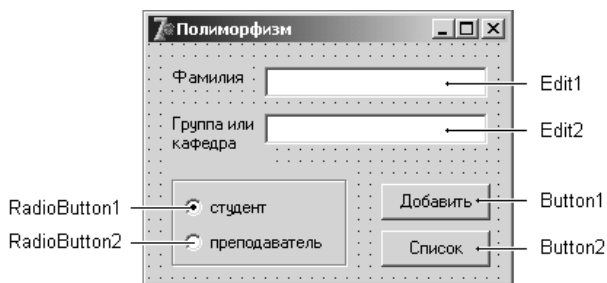 Полиморфизм
Фамилия
Edit1
Группа или
кафедра
Edit2
RadioButton1
студент
Добавить
Button1
RadioButton2
преподаватель
Список
Button2